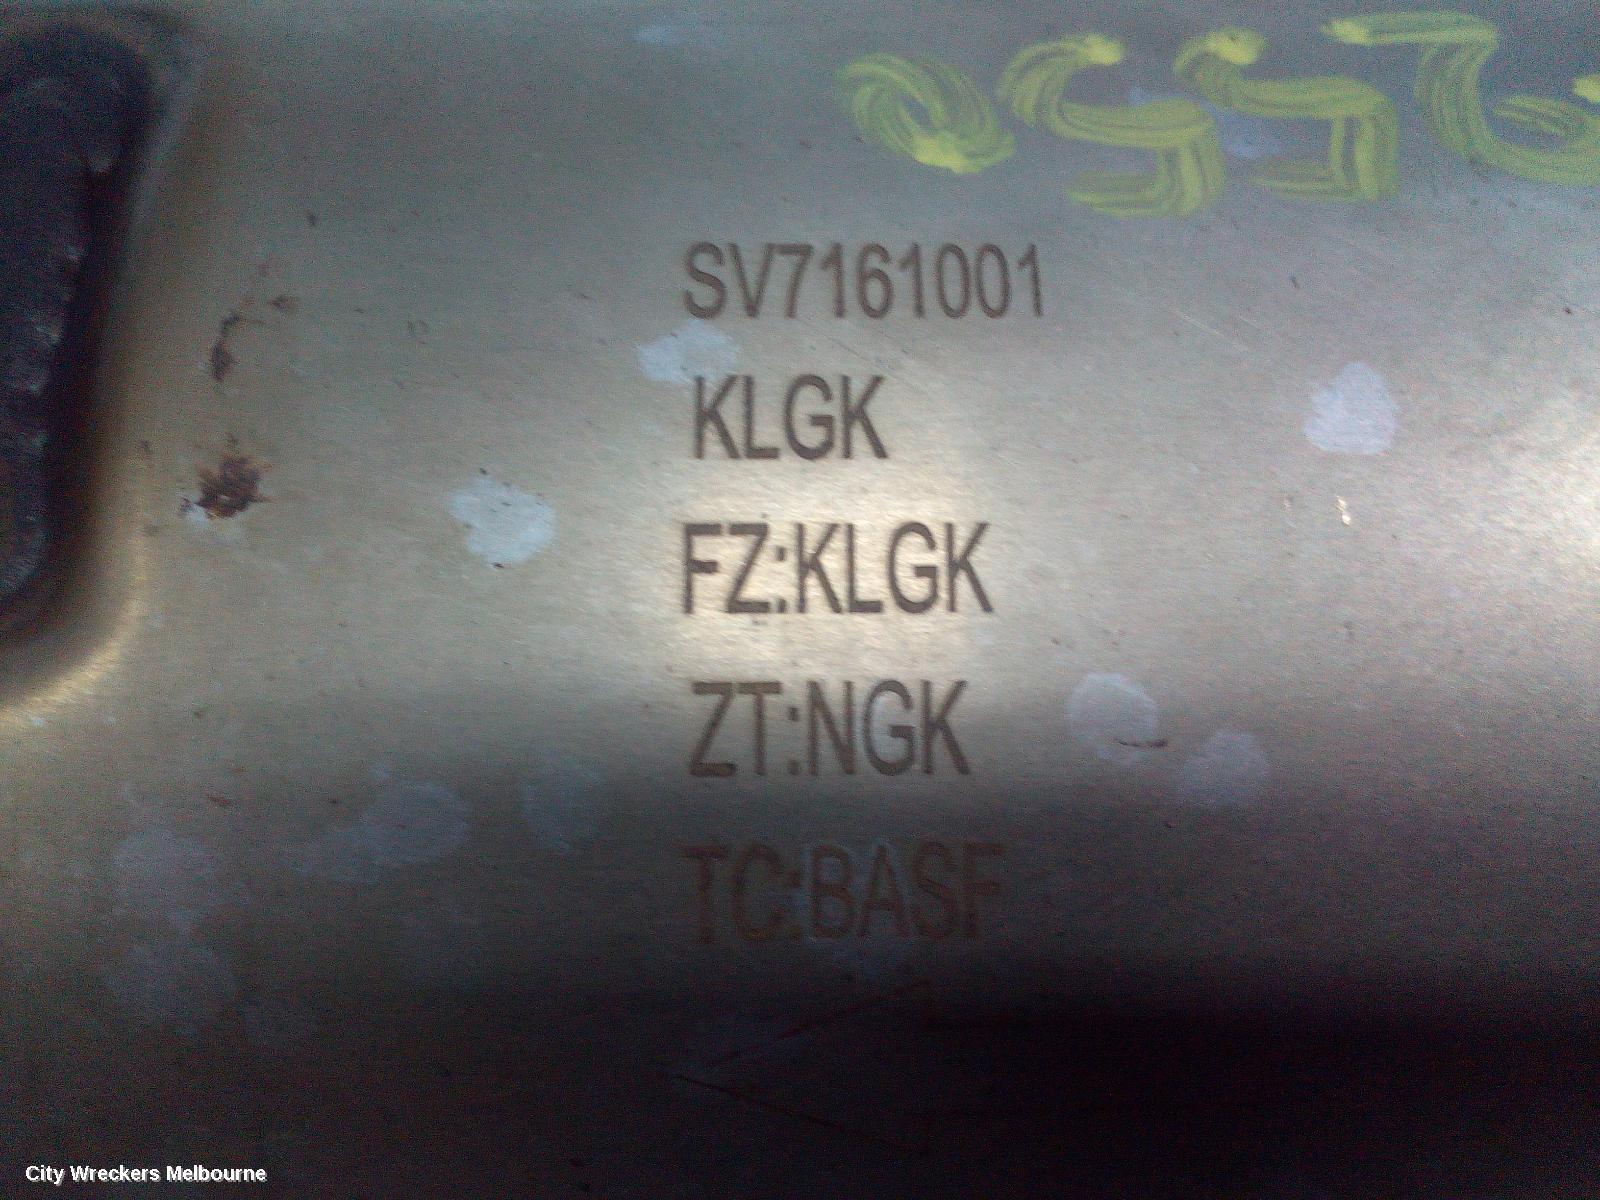 SV7161001
KLGK
FZ:KLGK
ZT:NGK
TC:BASF
City Wreckers Melbourne